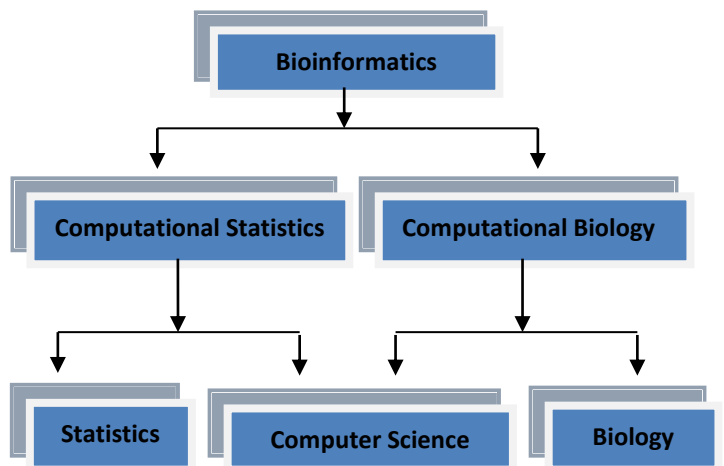 Bioinformatics
Computational Statistics
Computational Biology
Statistics
Computer Science
Biology